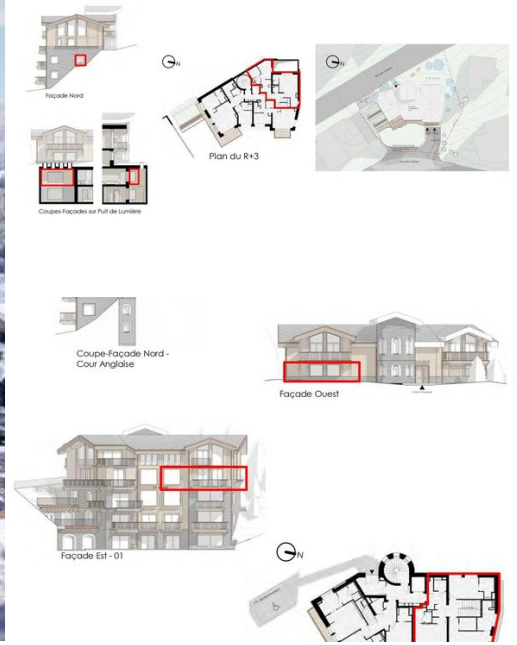 Façade Nord
N
Plan du R+3
N
Coupes-Façades sur Puit de Lumière
Coupe-Façade Nord -
Cour Anglaise
Façade Ouest
Façade Est - 01
N